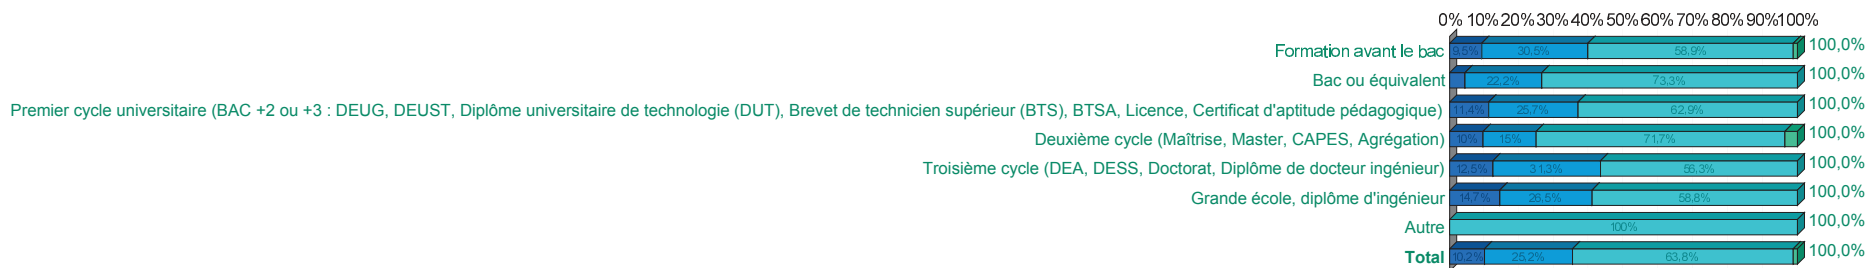 0% 10% 20% 30% 40% 50% 60% 70% 80% 90% 100%
Formation avant le bac 9,5% 30,5% 58,9% 100,0%
Bac ou équivalent 22,2% 73,3% 100,0%
Premier cycle universitaire (BAC +2 ou +3 : DEUG, DEUST, Diplôme universitaire de technologie (DUT), Brevet de technicien supérieur (BTS), BTSA, Licence, Certificat d'aptitude pédagogique) 11,4% 25,7% 62,9% 100,0%
Deuxième cycle (Maîtrise, Master, CAPES, Agrégation) 10% 15% 71,7% 100,0%
Troisième cycle (DEA, DESS, Doctorat, Diplôme de docteur ingénieur) 12,5% 31,3% 56,3% 100,0%
Grande école, diplôme d'ingénieur 14,7% 26,5% 58,8% 100,0%
Autre 100% 100,0%
Total 10,2% 25,2% 63,8% 100,0%